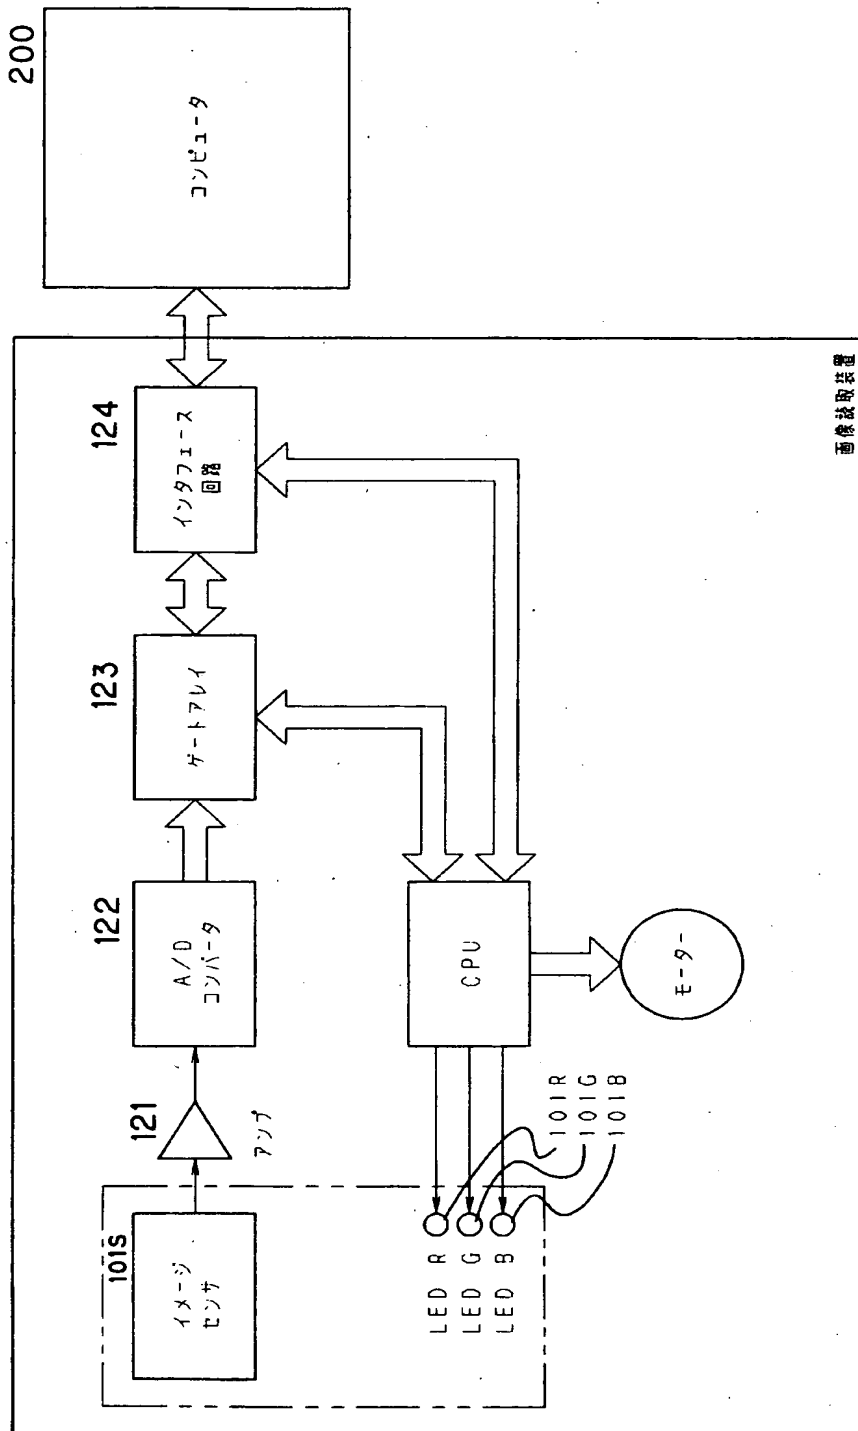 200
コンピュータ
124
インタフェース
回路
123
ゲートアレイ
122
A/D
コンバータ
121
アンプ
101S
イメージ
センサ
CPU
モーター
LED R
LED G
LED B
101R
101G
101B
画像読取装置